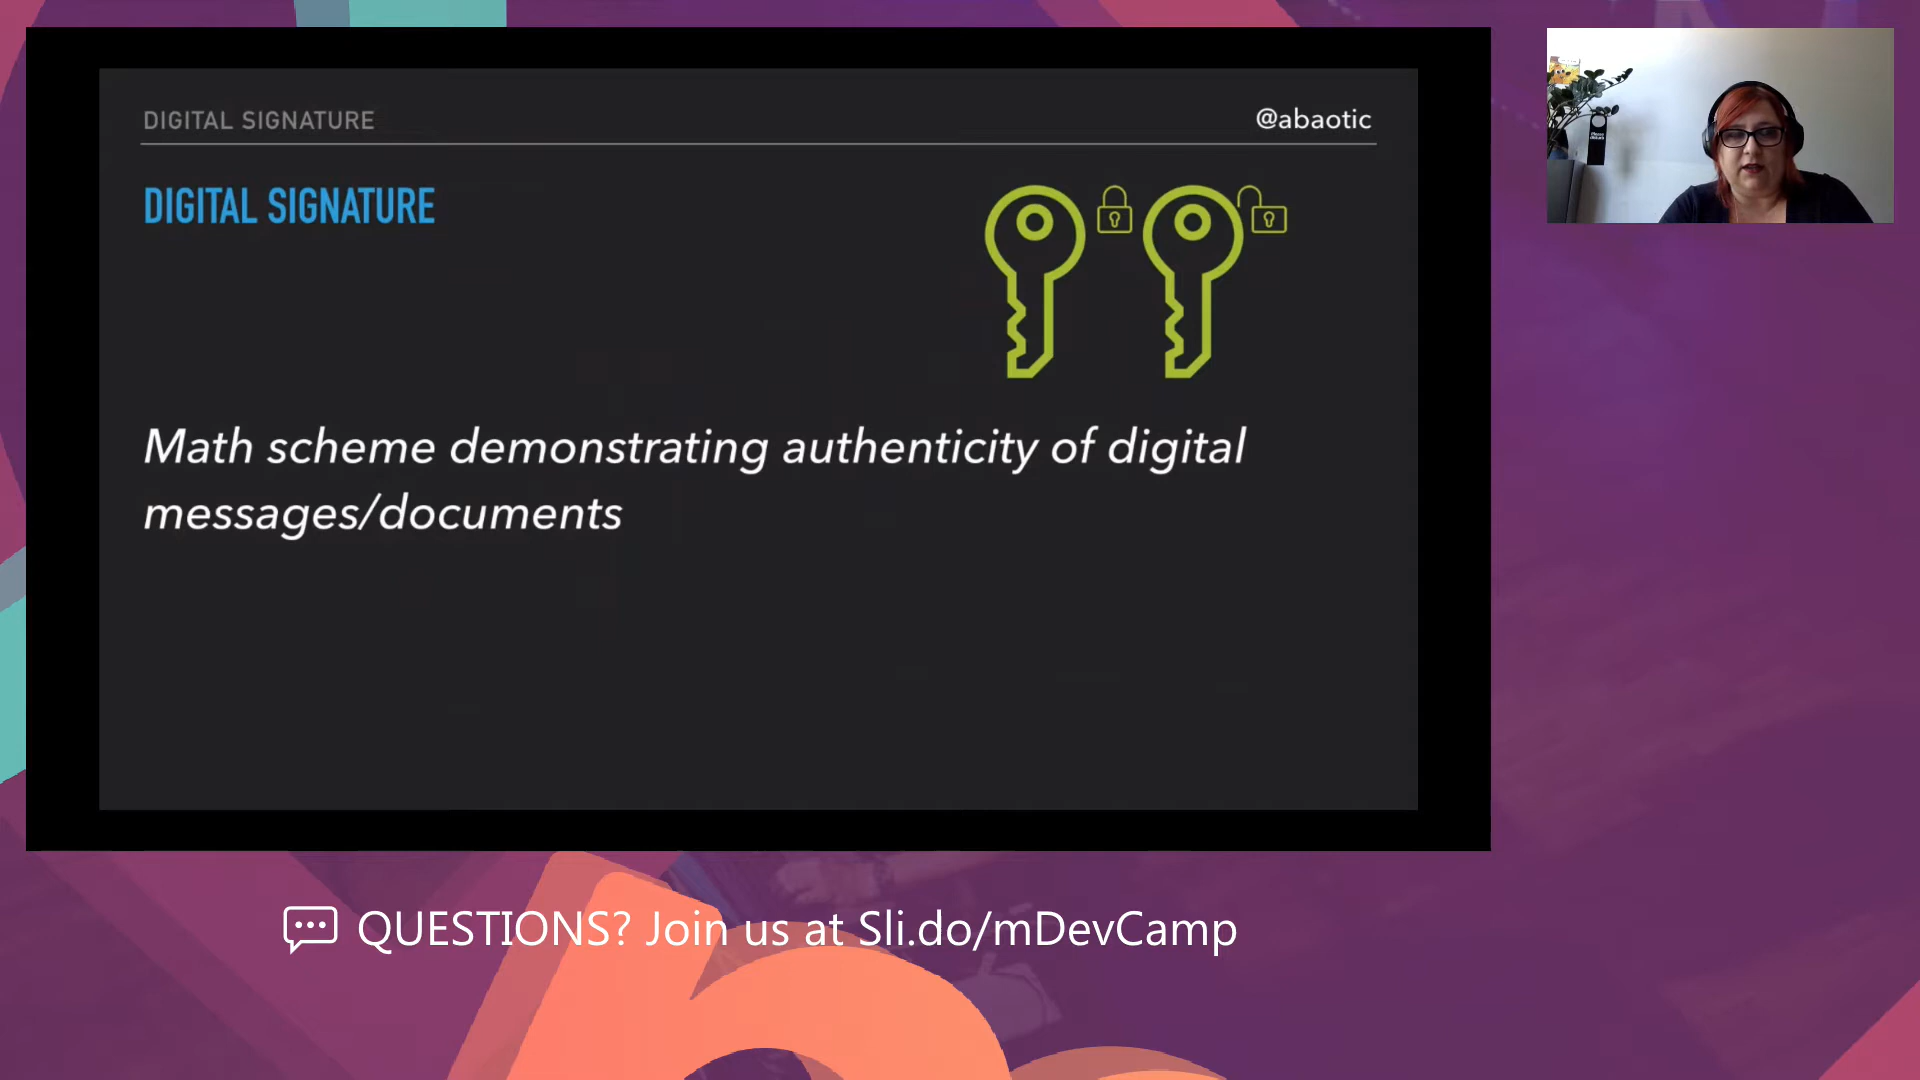 DIGITAL SIGNATURE
@abaotic
DIGITAL SIGNATURE
Math scheme demonstrating authenticity of digital
messages/documents
QUESTIONS? Join us at Sli.do/mDevCamp